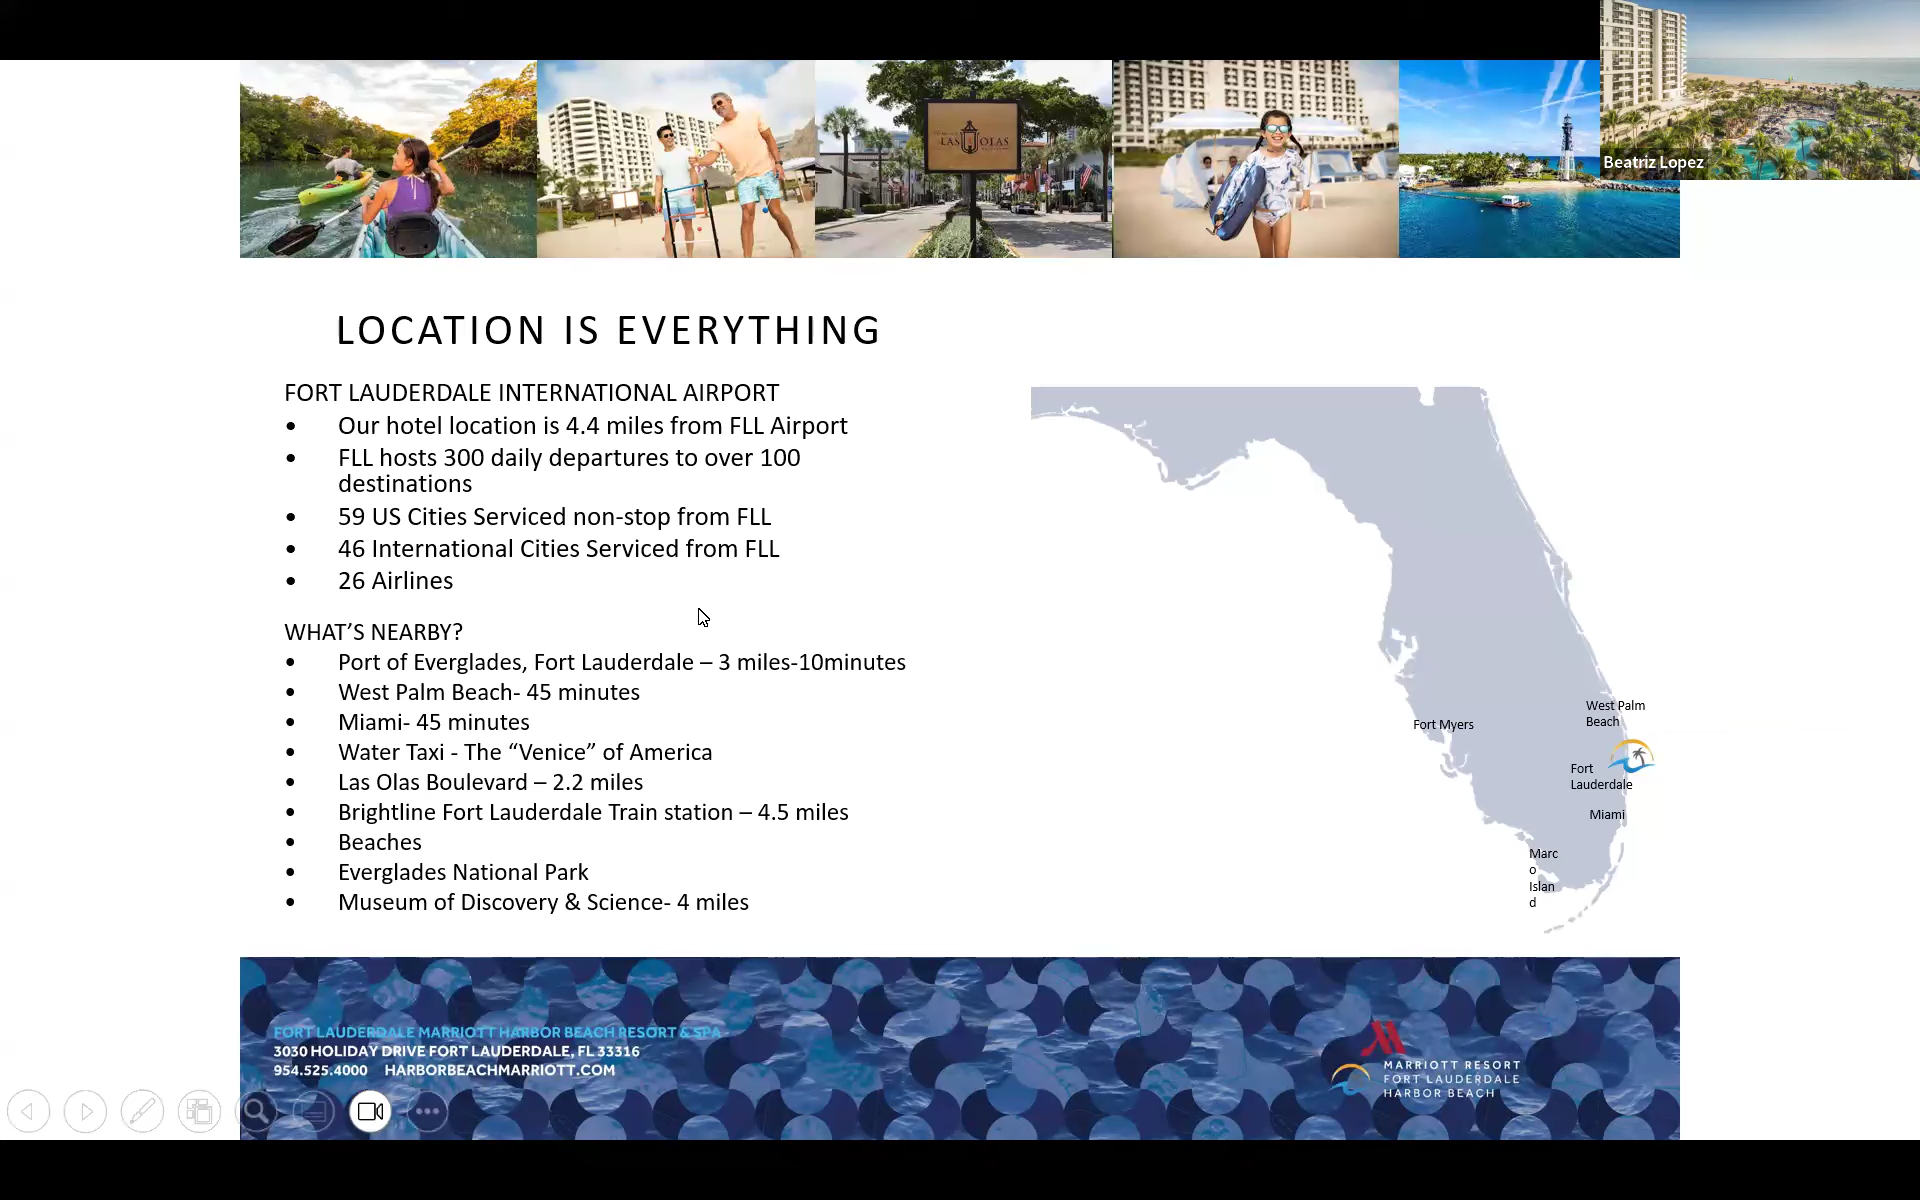 LAS OLAS
Beatriz Lopez
LOCATION IS EVERYTHING
FORT LAUDERDALE INTERNATIONAL AIRPORT
• Our hotel location is 4.4 miles from FLL Airport
• FLL hosts 300 daily departures to over 100
destinations
• 59 US Cities Serviced non-stop from FLL
• 46 International Cities Serviced from FLL
• 26 Airlines
WHAT’S NEARBY?
• Port of Everglades, Fort Lauderdale – 3 miles-10minutes
• West Palm Beach- 45 minutes
• Miami- 45 minutes
• Water Taxi - The “Venice” of America
• Las Olas Boulevard – 2.2 miles
• Brightline Fort Lauderdale Train station – 4.5 miles
• Beaches
• Everglades National Park
• Museum of Discovery & Science- 4 miles
West Palm
Beach
Fort Myers
Fort
Lauderdale
Miami
Marc
o
Islan
d
FORT LAUDERDALE MARRIOTT HARBOR BEACH RESORT & SPA
3030 HOLIDAY DRIVE FORT LAUDERDALE, FL 33316
954.525.4000 HARBORBEACHMARRIOTT.COM
MARRIOTT RESORT
FORT LAUDERDALE
HARBOR BEACH